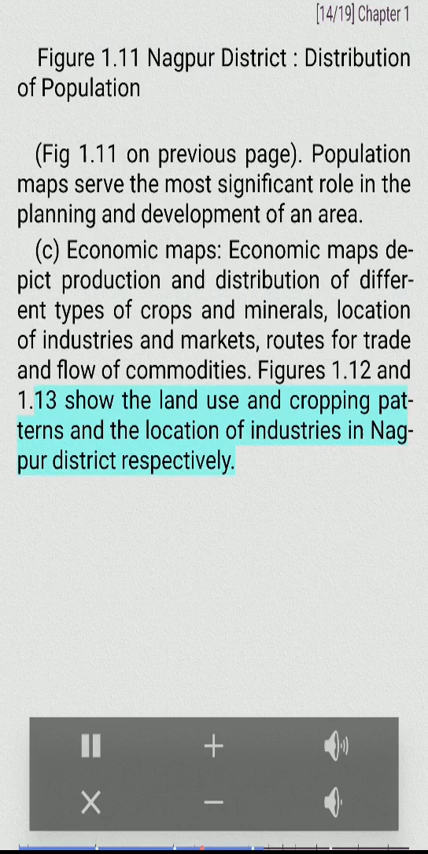 [14/19] Chapter 1
Figure 1.11 Nagpur District : Distribution
of Population
(Fig 1.11 on previous page). Population
maps serve the most significant role in the
planning and development of an area.
(c) Economic maps: Economic maps de-
pict production and distribution of differ-
ent types of crops and minerals, location
of industries and markets, routes for trade
and flow of commodities. Figures 1.12 and
1.13 show the land use and cropping pat-
terns and the location of industries in Nag-
pur district respectively.